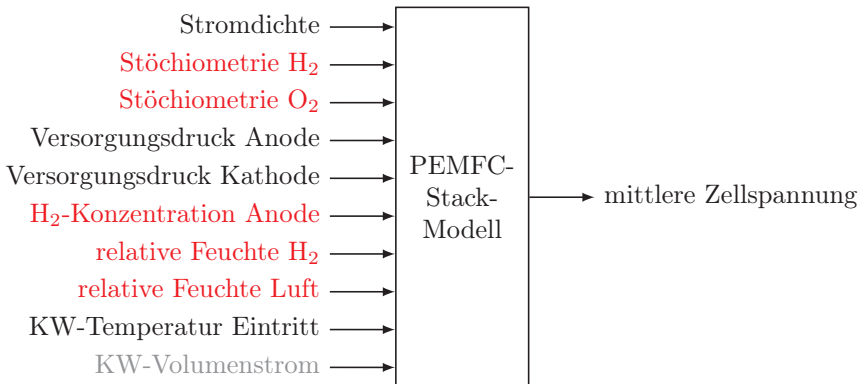 Stromdichte
Stöchiometrie H₂
Stöchiometrie O₂
Versorgungsdruck Anode
Versorgungsdruck Kathode
H₂-Konzentration Anode
relative Feuchte H₂
relative Feuchte Luft
KW-Temperatur Eintritt
KW-Volumenstrom
PEMFC-
Stack-
Modell
mittlere Zellspannung